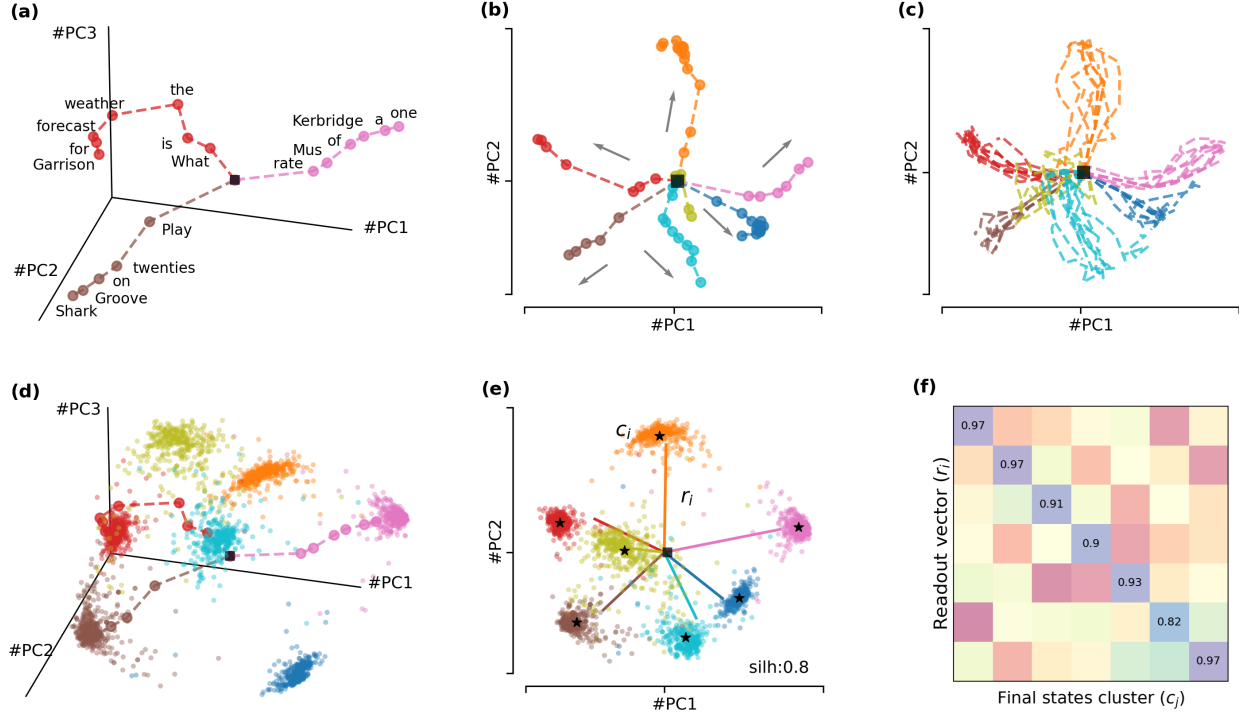 (a)
#PC3
the
weather
forecast
for
Garrison
is
What
Kerbridge a one
of
Mus
rate
#PC1
Play
#PC2
twenties
on
Groove
Shark
(b)
#PC2
#PC1
(c)
#PC2
#PC1
(d)
#PC3
#PC1
#PC2
(e)
#PC2
c_i
r_i
silh:0.8
#PC1
(f)
Readout vector (r_i)
0.97
0.97
0.91
0.9
0.93
0.82
0.97
Final states cluster (c_j)